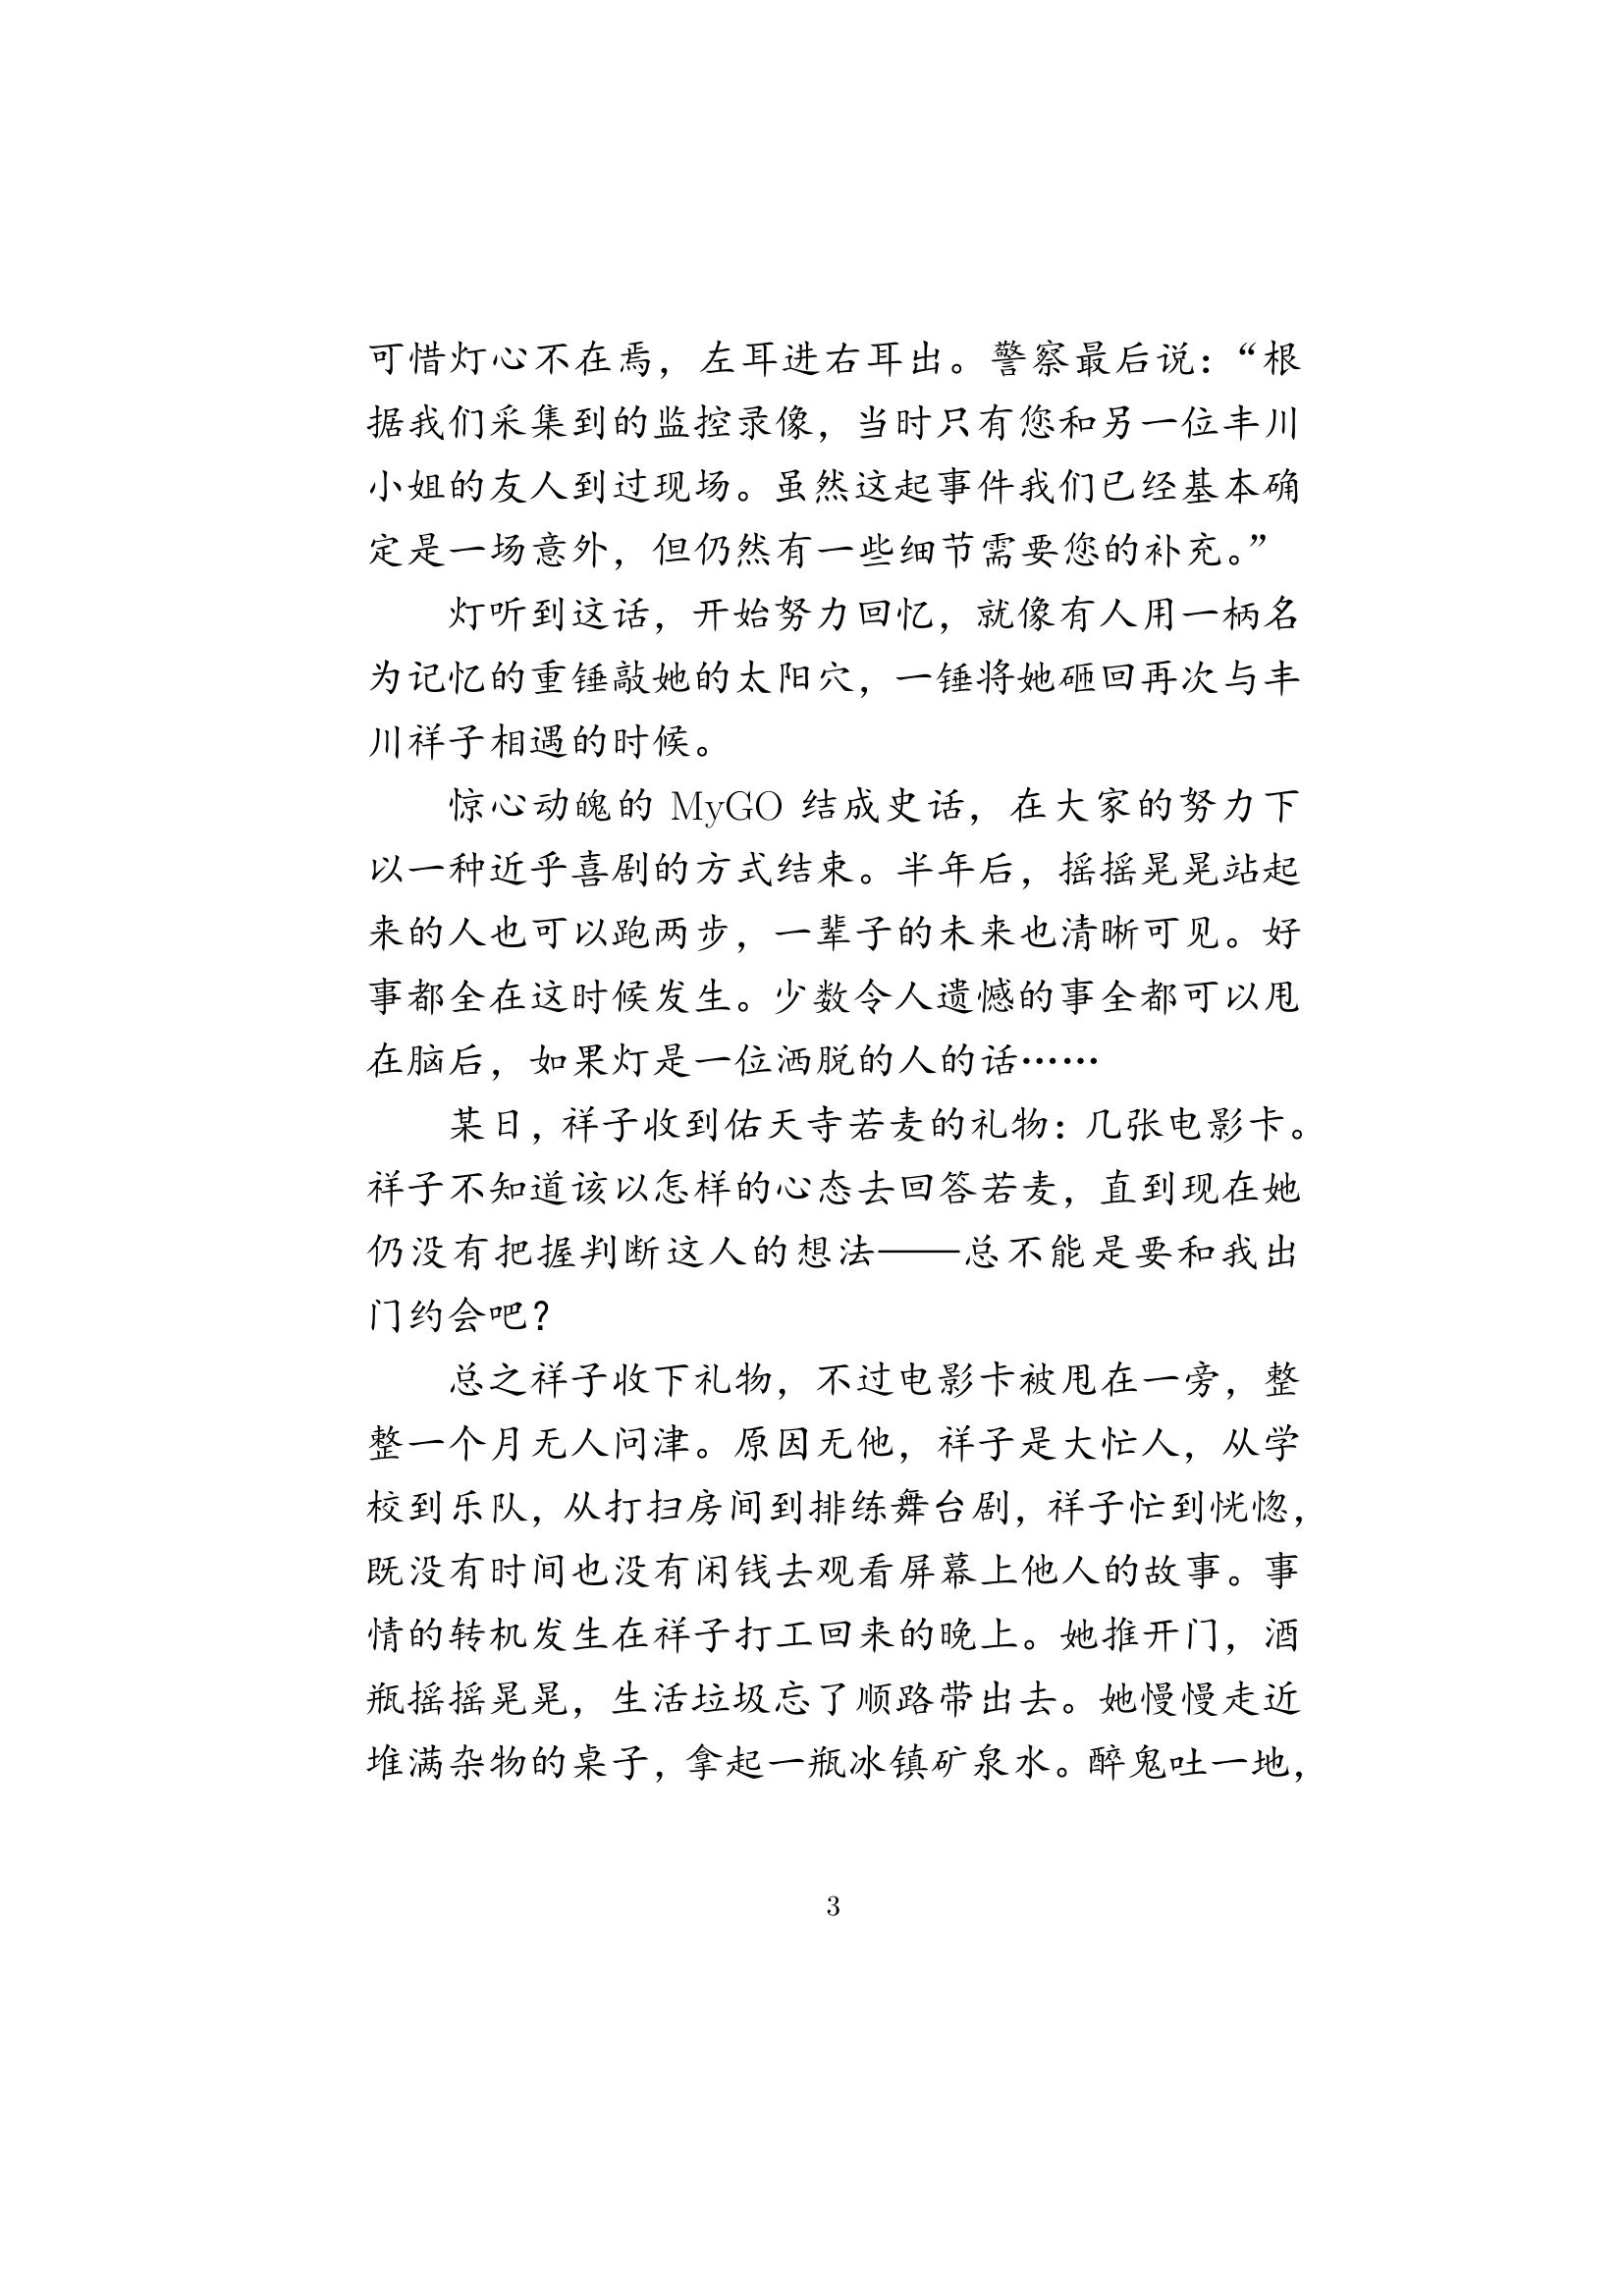 可惜灯心不在焉，左耳进右耳出。警察最后说：“根
据我们采集到的监控录像，当时只有您和另一位丰川
小姐的友人到过现场。虽然这起事件我们已经基本确
定是一场意外，但仍然有一些细节需要您的补充。”
灯听到这话，开始努力回忆，就像有人用一柄名
为记忆的重锤敲她的太阳穴，一锤将她砸回再次与丰
川祥子相遇的时候。
惊心动魄的 MyGO 结成史话，在大家的努力下
以一种近乎喜剧的方式结束。半年后，摇摇晃晃站起
来的人也可以跑两步，一辈子的未来也清晰可见。好
事都全在这时候发生。少数令人遗憾的事全都可以甩
在脑后，如果灯是一位洒脱的人的话……
某日，祥子收到佑天寺若麦的礼物：几张电影卡。
祥子不知道该以怎样的心态去回答若麦，直到现在她
仍没有把握判断这人的想法——总不能是要和我出
门约会吧？
总之祥子收下礼物，不过电影卡被甩在一旁，整
整一个月无人问津。原因无他，祥子是大忙人，从学
校到乐队，从打扫房间到排练舞台剧，祥子忙到恍惚，
既没有时间也没有闲钱去观看屏幕上他人的故事。事
情的转机发生在祥子打工回来的晚上。她推开门，酒
瓶摇摇晃晃，生活垃圾忘了顺路带出去。她慢慢走近
堆满杂物的桌子，拿起一瓶冰镇矿泉水。醉鬼吐一地，
3